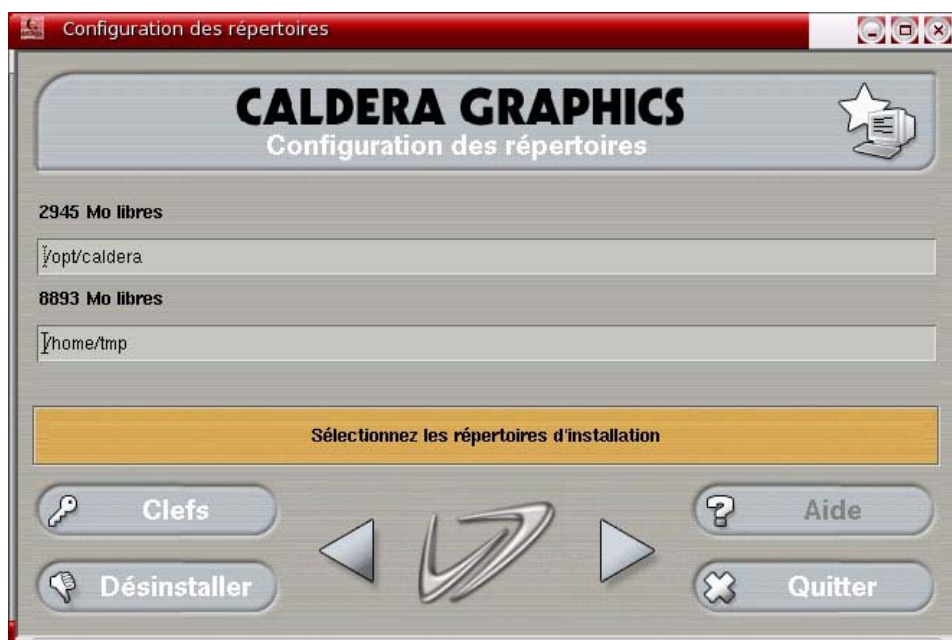 Configuration des répertoires
CALDERA GRAPHICS
Configuration des répertoires
2945 Mo libres
/opt/caldera
8893 Mo libres
/home/tmp
Sélectionnez les répertoires d'installation
Clefs
Aide
Désinstaller
Quitter